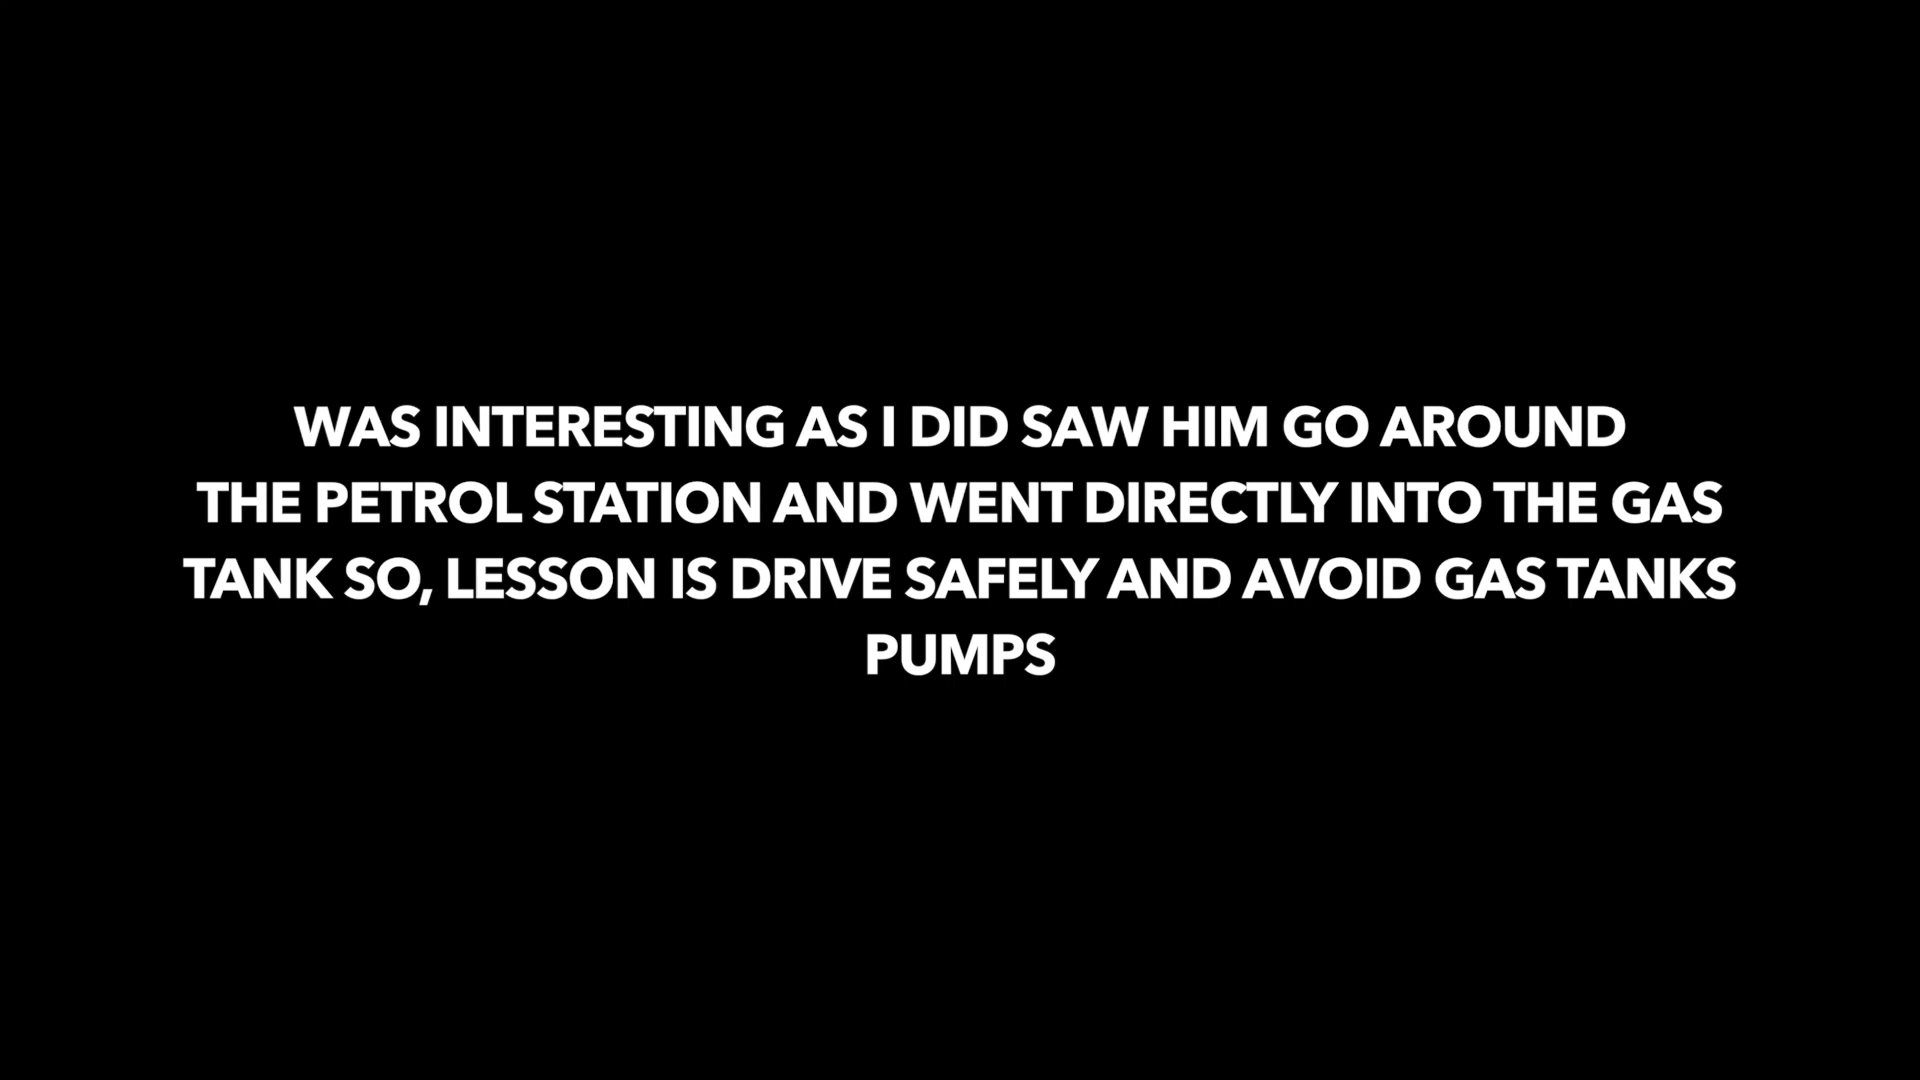 WAS INTERESTING AS I DID SAW HIM GO AROUND
THE PETROL STATION AND WENT DIRECTLY INTO THE GAS
TANK SO, LESSON IS DRIVE SAFELY AND AVOID GAS TANKS
PUMPS